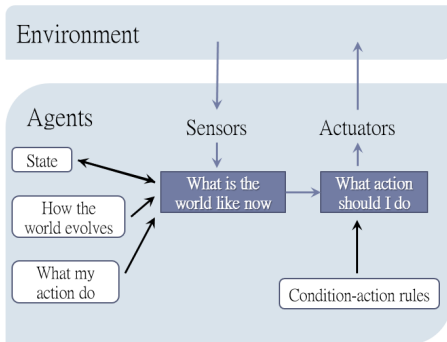 Environment
Agents
Sensors
Actuators
State
What is the
world like now
What action
should I do
How the
world evolves
What my
action do
Condition-action rules